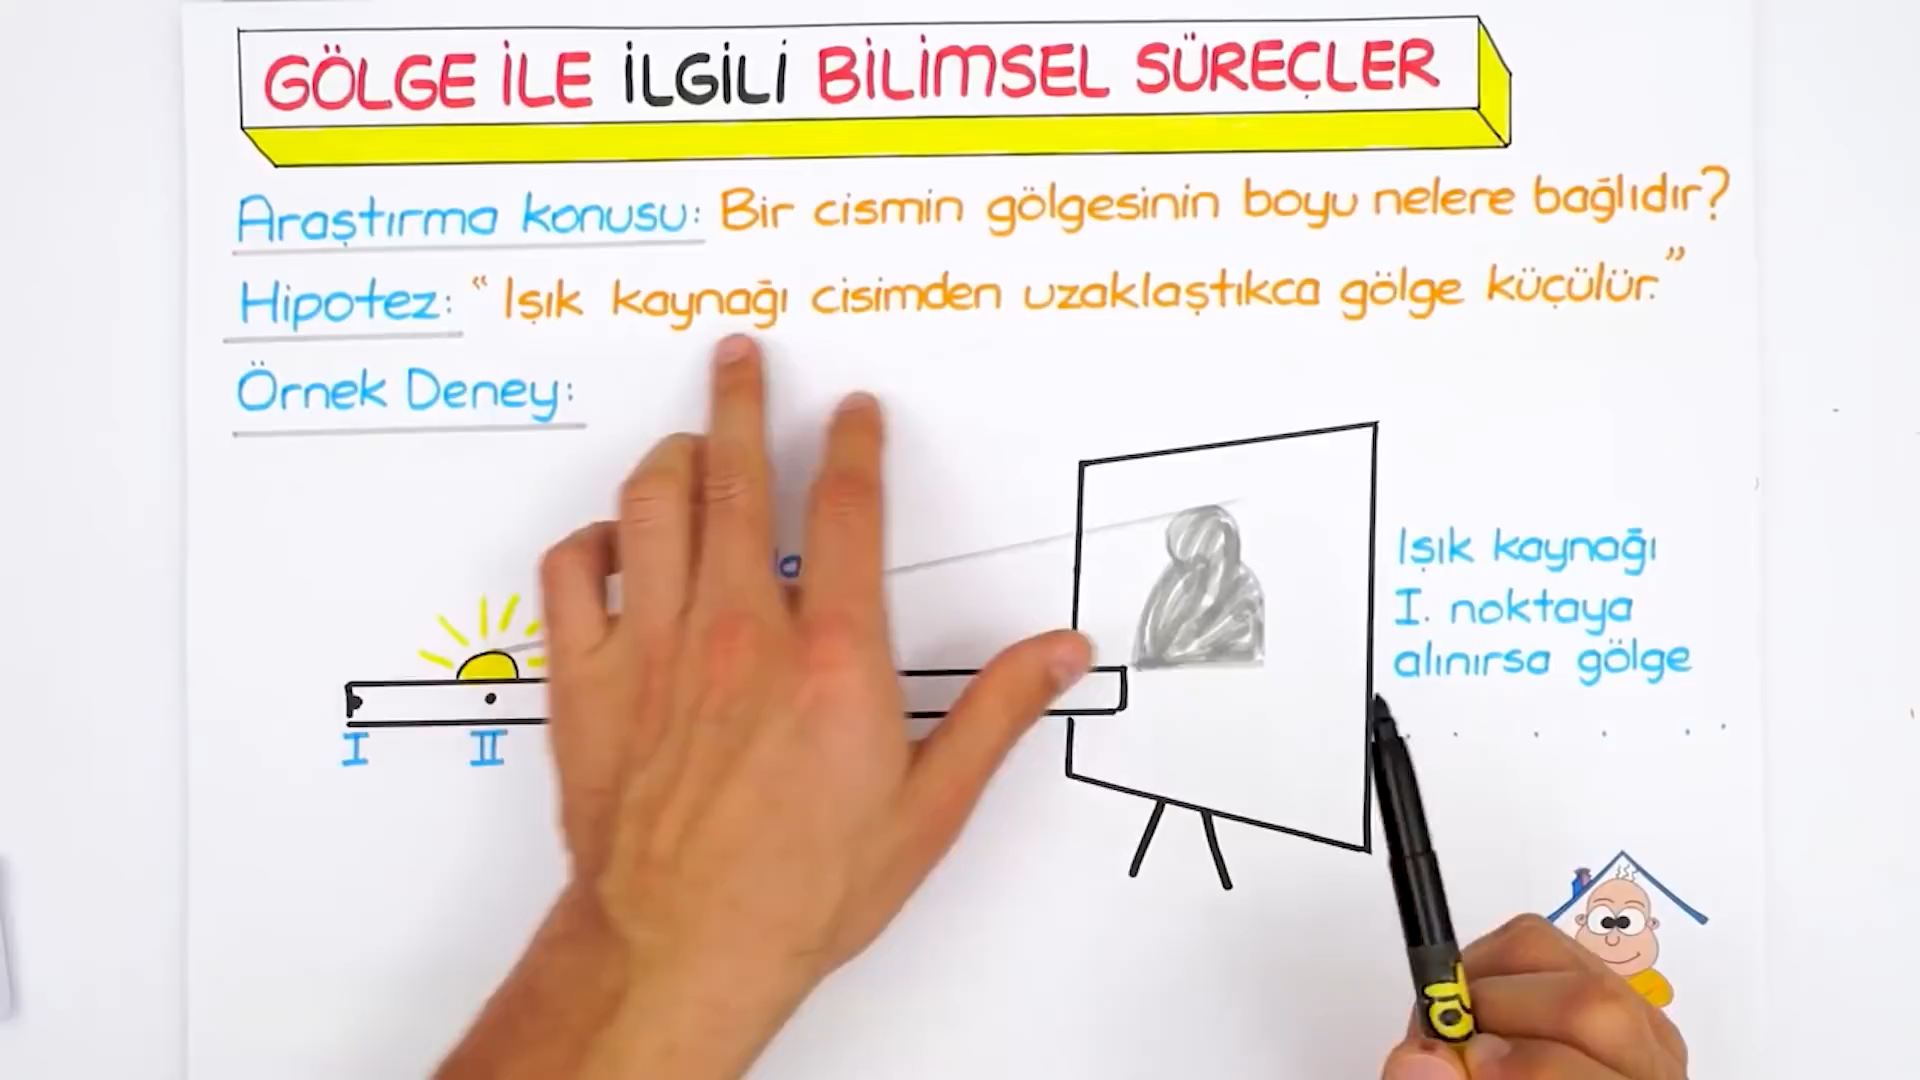 GÖLGE İLE İLGİLİ BİLİMSEL SÜREÇLER
Araştırma konusu: Bir cismin gölgesinin boyu nelere bağlıdır?
Hipotez: “Işık kaynağı cisimden uzaklaştıkca gölge küçülür.”
Örnek Deney:
Işık kaynağı
I. noktaya
alınırsa gölge
. . . . . .
I II